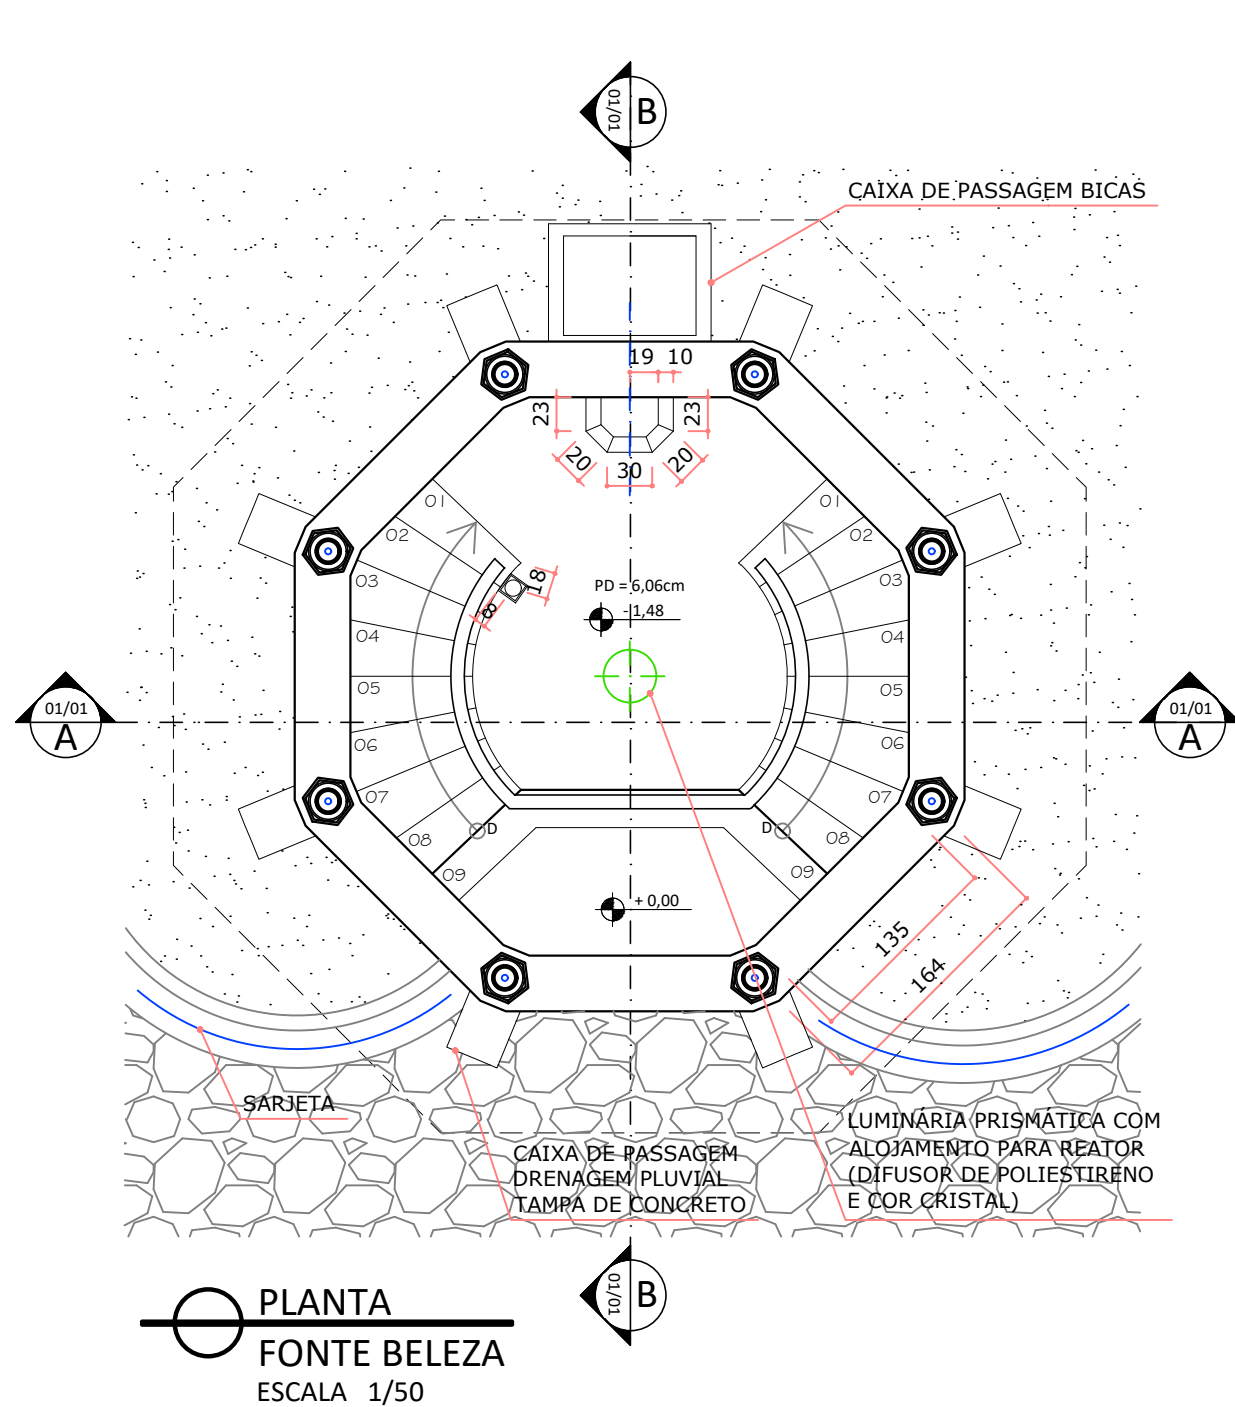 01/01
B
CAIXA DE PASSAGEM BICAS
19 10
23
23
20
30
20
01
01
02
02
03
03
18
8
PD = 6,06cm
-1,48
04
04
05
05
01/01
A
01/01
A
06
06
07
07
08
D
D
08
09
09
+ 0,00
135
164
SARJETA
CAIXA DE PASSAGEM
DRENAGEM PLUVIAL
TAMPA DE CONCRETO
LUMINÁRIA PRISMÁTICA COM
ALOJAMENTO PARA REATOR
(DIFUSOR DE POLIESTIRENO
E COR CRISTAL)
01/01
B
PLANTA
FONTE BELEZA
ESCALA 1/50